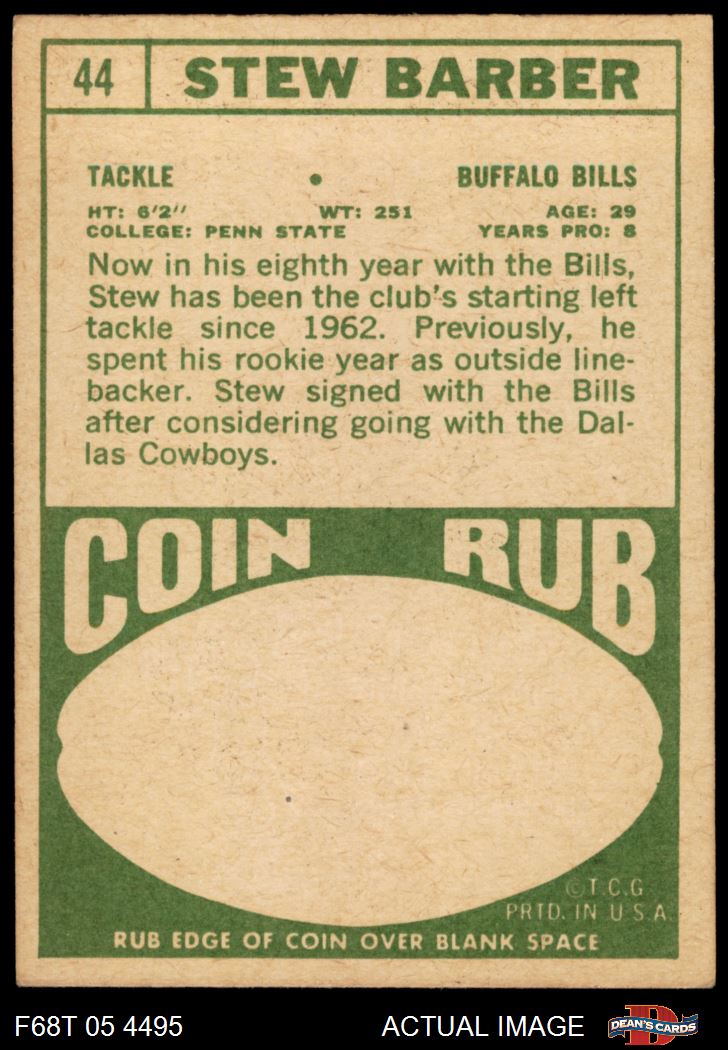 44 STEW BARBER
TACKLE • BUFFALO BILLS
HT: 6'2" WT: 251 AGE: 29
COLLEGE: PENN STATE YEARS PRO: 8
Now in his eighth year with the Bills,
Stew has been the club's starting left
tackle since 1962. Previously, he
spent his rookie year as outside line-
backer. Stew signed with the Bills
after considering going with the Dal-
las Cowboys.
COIN RUB
©T.C.G.
PRTD. IN U.S.A.
RUB EDGE OF COIN OVER BLANK SPACE
F68T 05 4495 ACTUAL IMAGE DEAN'S CARDS